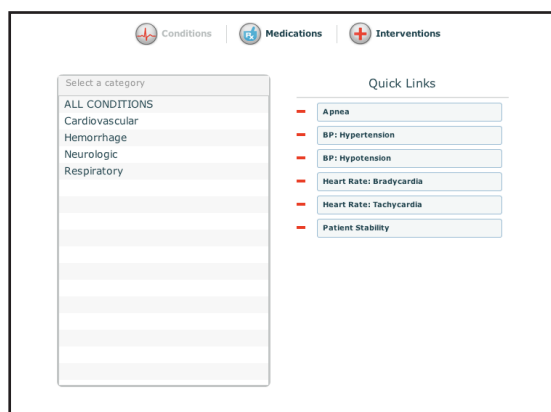 Conditions Medications Interventions
Select a category
ALL CONDITIONS
Cardiovascular
Hemorrhage
Neurologic
Respiratory
Quick Links
Apnea
BP: Hypertension
BP: Hypotension
Heart Rate: Bradycardia
Heart Rate: Tachycardia
Patient Stability